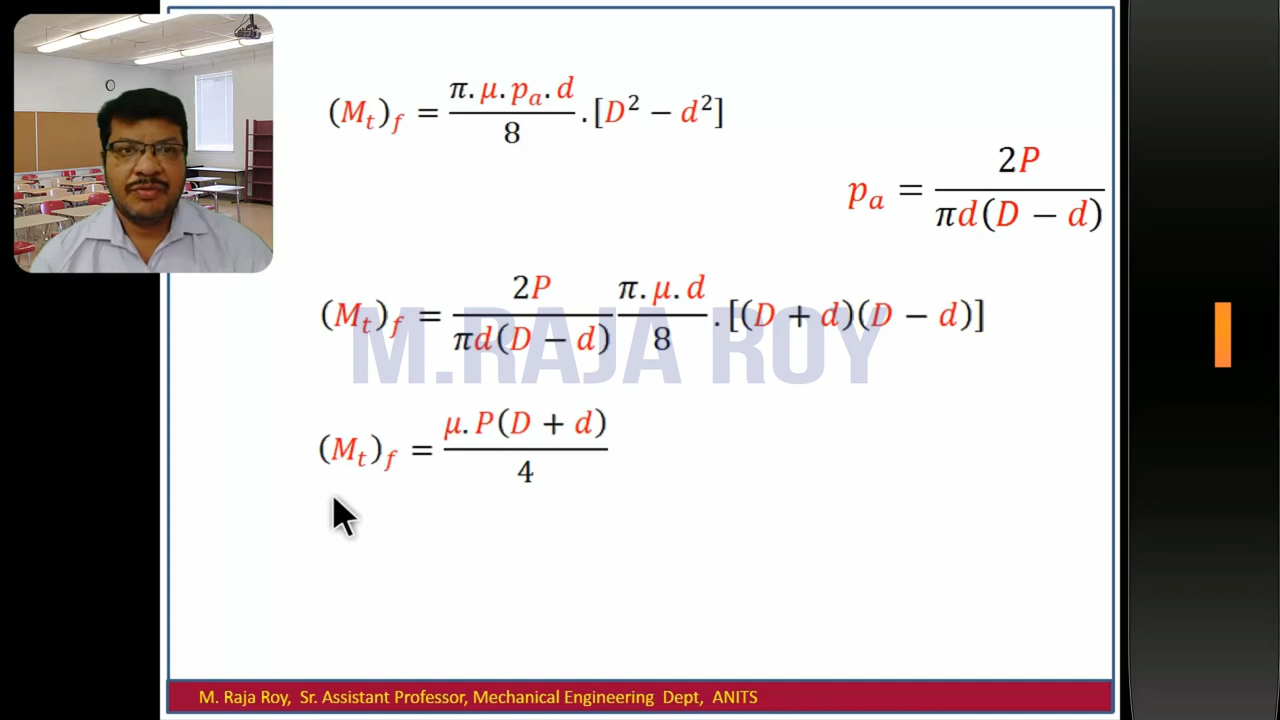 (M_t)_f = π. μ. p_a. d / 8 . [D² − d²]
p_a = 2P / πd(D − d)
(M_t)_f = 2P / πd(D − d) π. μ. d / 8 . [(D + d)(D − d)]
M.RAJA ROY
(M_t)_f = μ. P(D + d) / 4
M. Raja Roy, Sr. Assistant Professor, Mechanical Engineering Dept, ANITS